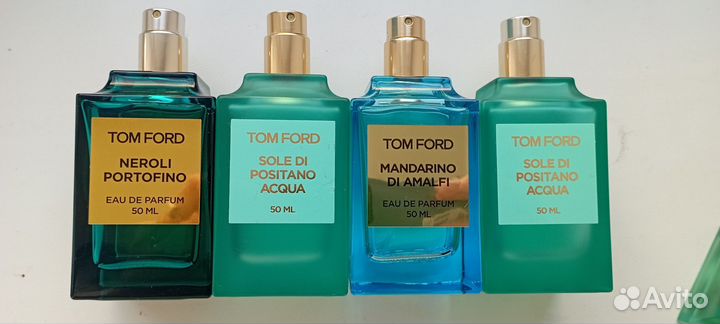 TOM FORD
NEROLI
PORTOFINO
EAU DE PARFUM
50 ML
TOM FORD
SOLE DI
POSITANO
ACQUA
50 ML
TOM FORD
MANDARINO
DI AMALFI
EAU DE PARFUM
50 ML
TOM FORD
SOLE DI
POSITANO
ACQUA
50 ML
Avito